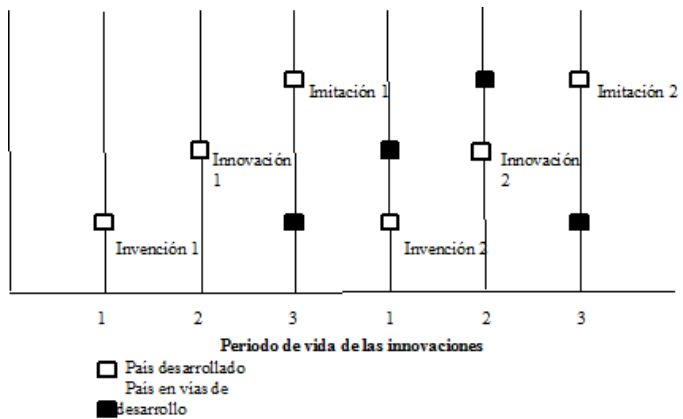 Imitación 1
Imitación 2
Innovación
1
Innovación
2
Invención 1
Invención 2
1 2 3 1 2 3
Periodo de vida de las innovaciones
País desarrollado
País en vías de
desarrollo